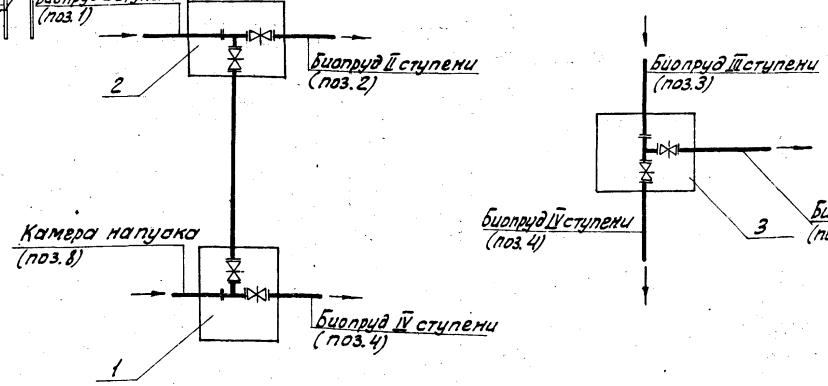 (поз.1)
2
Биопруд II ступени
(поз.2)
Камера напуска
(поз.8)
Биопруд IV ступени
(поз.4)
1
Биопруд III ступени
(поз.3)
Биопруд IV ступени
(поз.4)
3